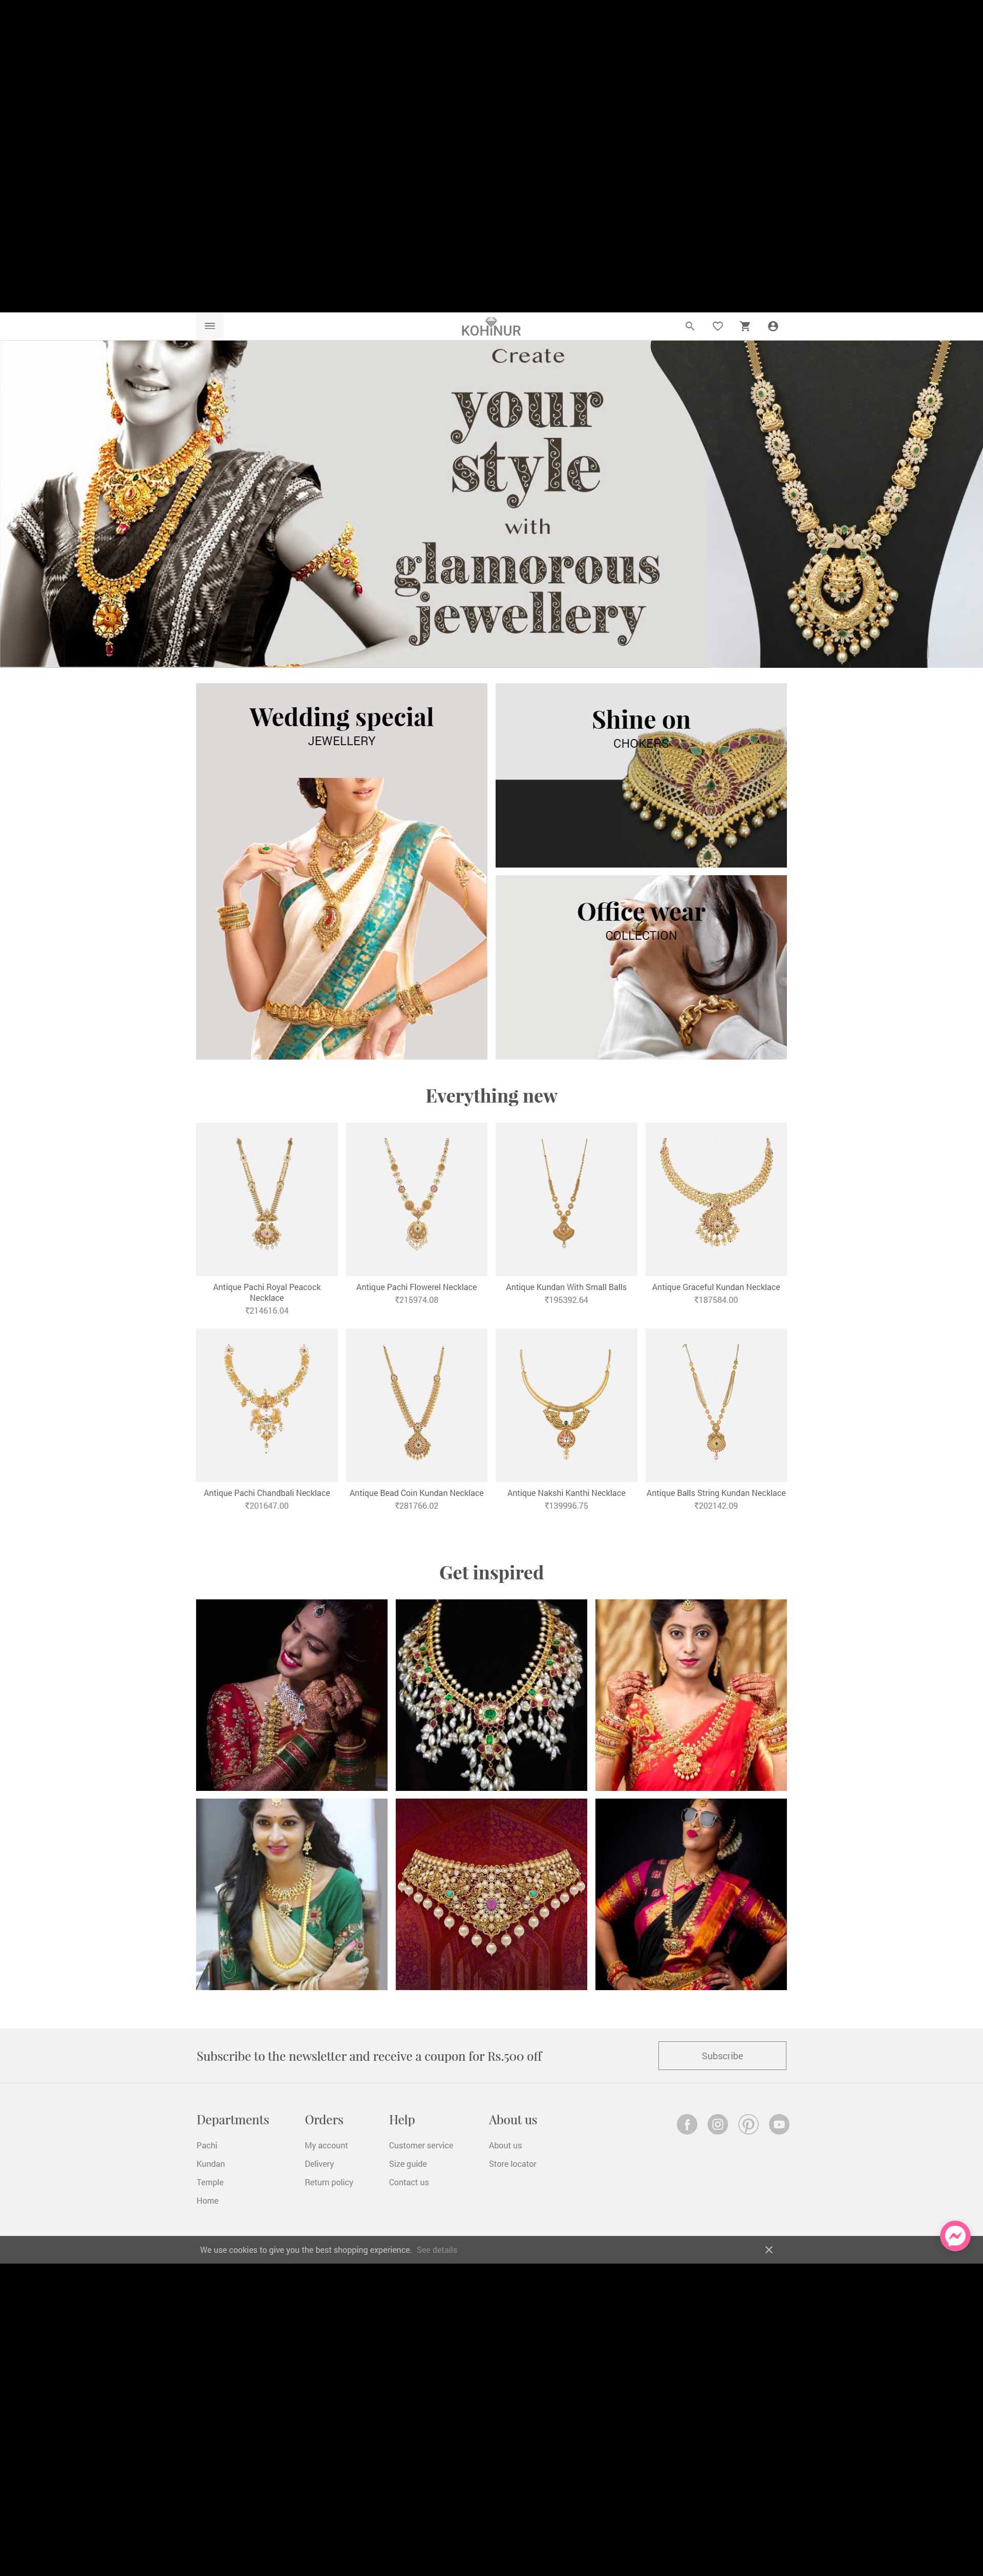 KOHINUR
Create
your
style
with
glamorous
jewellery
Wedding special
JEWELLERY
Shine on
CHOKERS
Office wear
COLLECTION
Everything new
Antique Pachi Royal Peacock
Necklace
₹214616.04
Antique Pachi Flowerel Necklace
₹215974.08
Antique Kundan With Small Balls
₹195392.64
Antique Graceful Kundan Necklace
₹187584.00
Antique Pachi Chandbali Necklace
₹201647.00
Antique Bead Coin Kundan Necklace
₹281766.02
Antique Nakshi Kanthi Necklace
₹139996.75
Antique Balls String Kundan Necklace
₹202142.09
Get inspired
Subscribe to the newsletter and receive a coupon for Rs.500 off
Subscribe
Departments
Pachi
Kundan
Temple
Home
Orders
My account
Delivery
Return policy
Help
Customer service
Size guide
Contact us
About us
About us
Store locator
We use cookies to give you the best shopping experience. See details